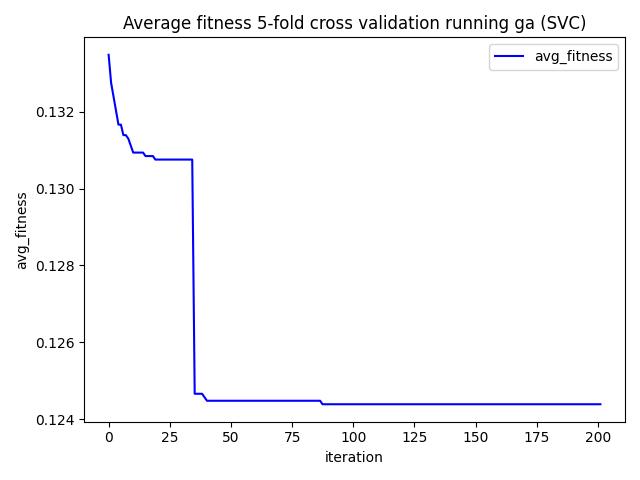 Average fitness 5-fold cross validation running ga (SVC)
avg_fitness
0.132
0.130
0.128
0.126
0.124
avg_fitness
0 25 50 75 100 125 150 175 200
iteration